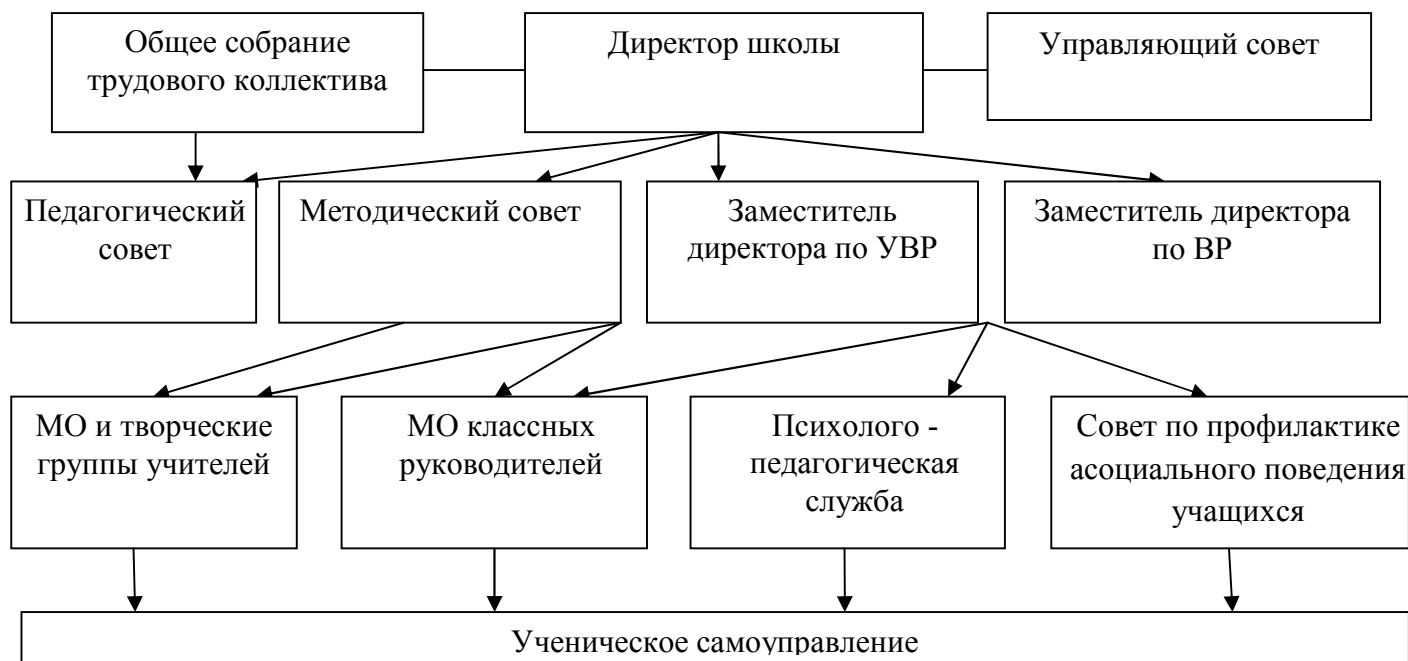 Общее собрание
трудового коллектива
Директор школы
Управляющий совет
Педагогический
совет
Методический совет
Заместитель
директора по УВР
Заместитель директора
по ВР
МО и творческие
группы учителей
МО классных
руководителей
Психолого -
педагогическая
служба
Совет по профилактике
асоциального поведения
учащихся
Ученическое самоуправление